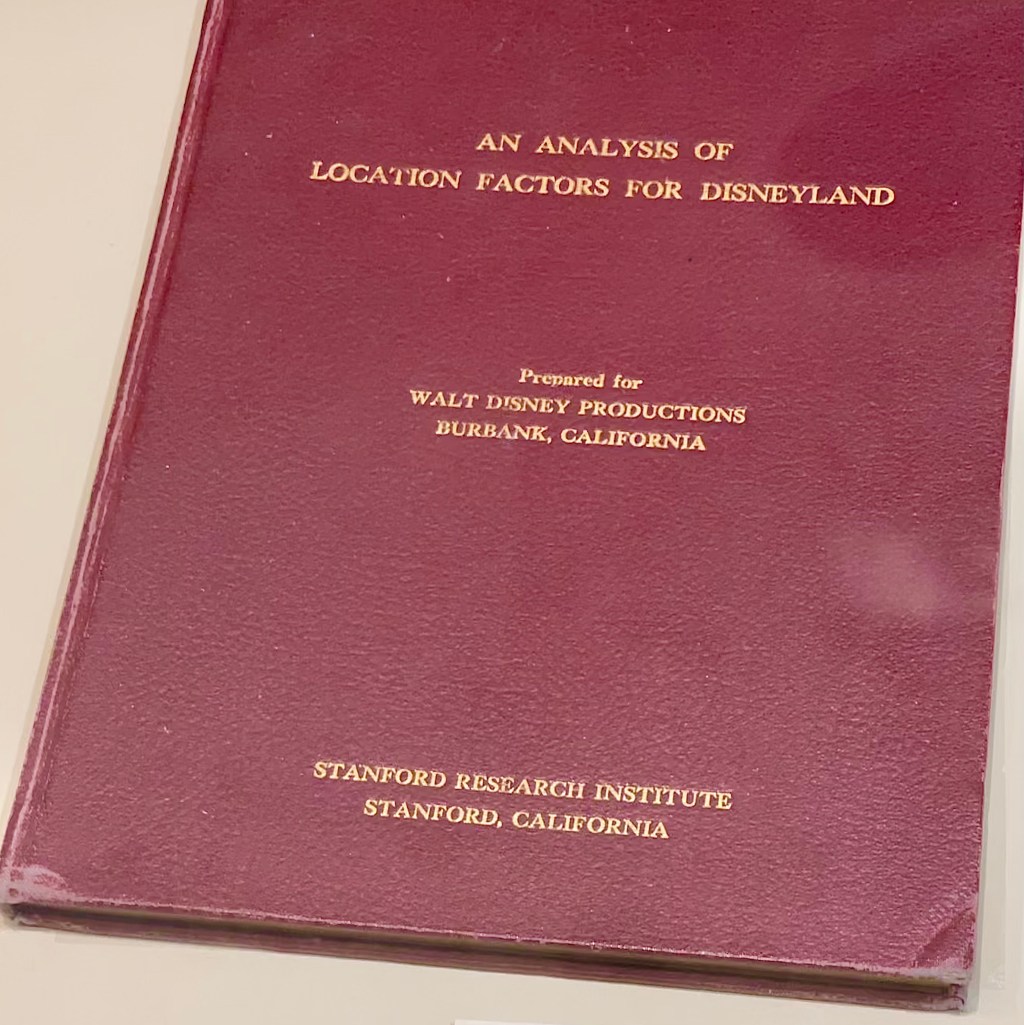 AN ANALYSIS OF
LOCATION FACTORS FOR DISNEYLAND
Prepared for
WALT DISNEY PRODUCTIONS
BURBANK, CALIFORNIA
STANFORD RESEARCH INSTITUTE
STANFORD, CALIFORNIA